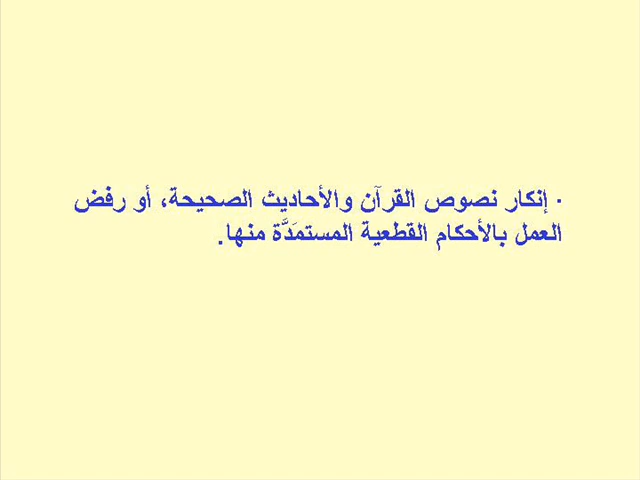 · إنكار نصوص القرآن والأحاديث الصحيحة، أو رفض
العمل بالأحكام القطعية المستمَدَّة منها.